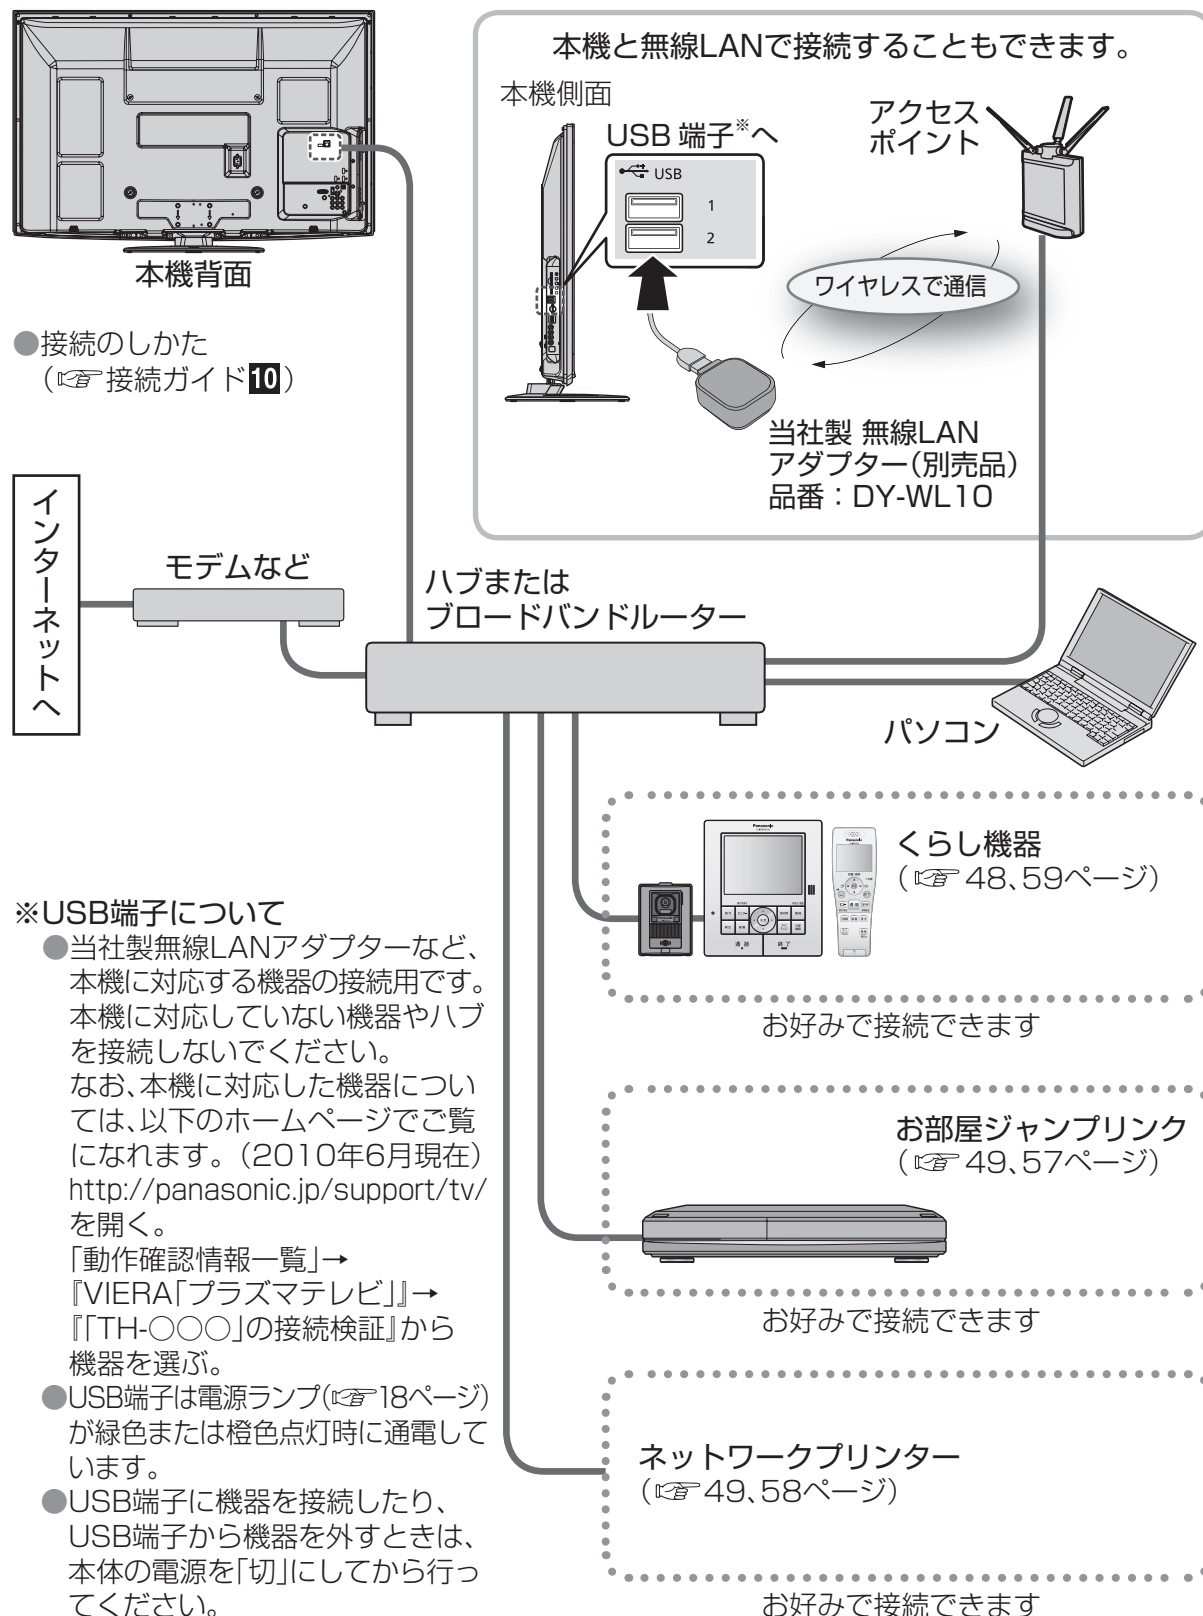 本機と無線LANで接続することもできます。
本機側面
USB 端子※へ
USB
1
2
アクセス
ポイント
ワイヤレスで通信
当社製 無線LAN
アダプター(別売品)
品番：DY-WL10
本機背面
●接続のしかた
(☞接続ガイド10)
インターネットへ
モデムなど
ハブまたは
ブロードバンドルーター
パソコン
Panasonic
通話
終了
Panasonic
くらし機器
(☞48、59ページ)
お好みで接続できます
お部屋ジャンプリンク
(☞49、57ページ)
お好みで接続できます
ネットワークプリンター
(☞49、58ページ)
お好みで接続できます
※USB端子について
●当社製無線LANアダプターなど、
本機に対応する機器の接続用です。
本機に対応していない機器やハブ
を接続しないでください。
なお、本機に対応した機器につい
ては、以下のホームページでご覧
になれます。(2010年6月現在)
http://panasonic.jp/support/tv/
を開く。
「動作確認情報一覧」→
『VIERA「プラズマテレビ」』→
『「TH-○○○」の接続検証』から
機器を選ぶ。
●USB端子は電源ランプ(☞18ページ)
が緑色または橙色点灯時に通電して
います。
●USB端子に機器を接続したり、
USB端子から機器を外すときは、
本体の電源を「切」にしてから行っ
てください。